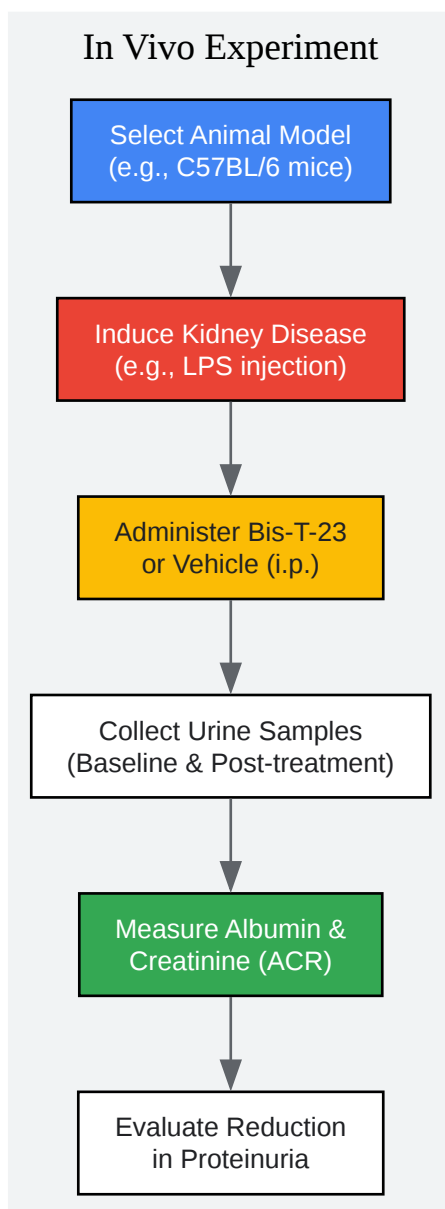 In Vivo Experiment
Select Animal Model
(e.g., C57BL/6 mice)
Induce Kidney Disease
(e.g., LPS injection)
Administer Bis-T-23
or Vehicle (i.p.)
Collect Urine Samples
(Baseline & Post-treatment)
Measure Albumin &
Creatinine (ACR)
Evaluate Reduction
in Proteinuria